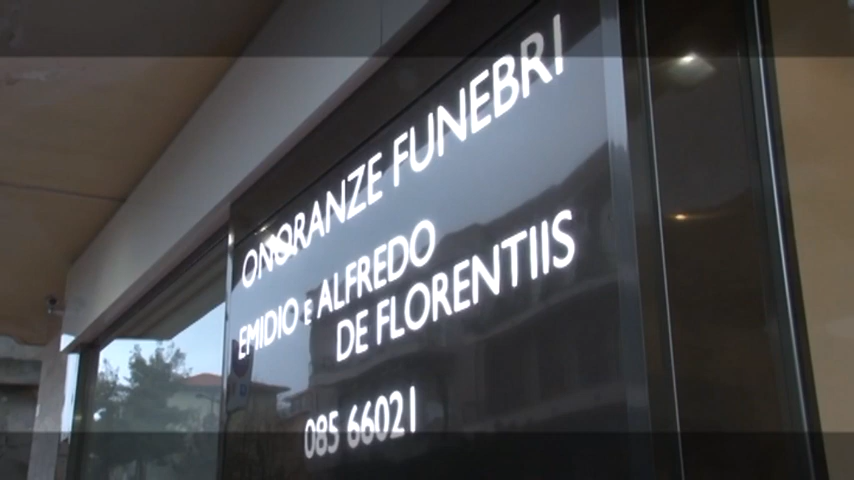 ONORANZE FUNEBRI
EMIDIO E ALFREDO
DE FLORENTIIS
085 66021